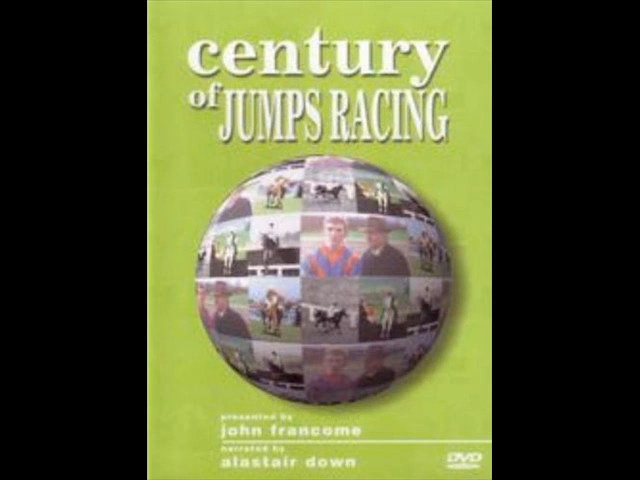 century
of JUMPS RACING
presented by
john francome
narrated by
alastair down
DVD